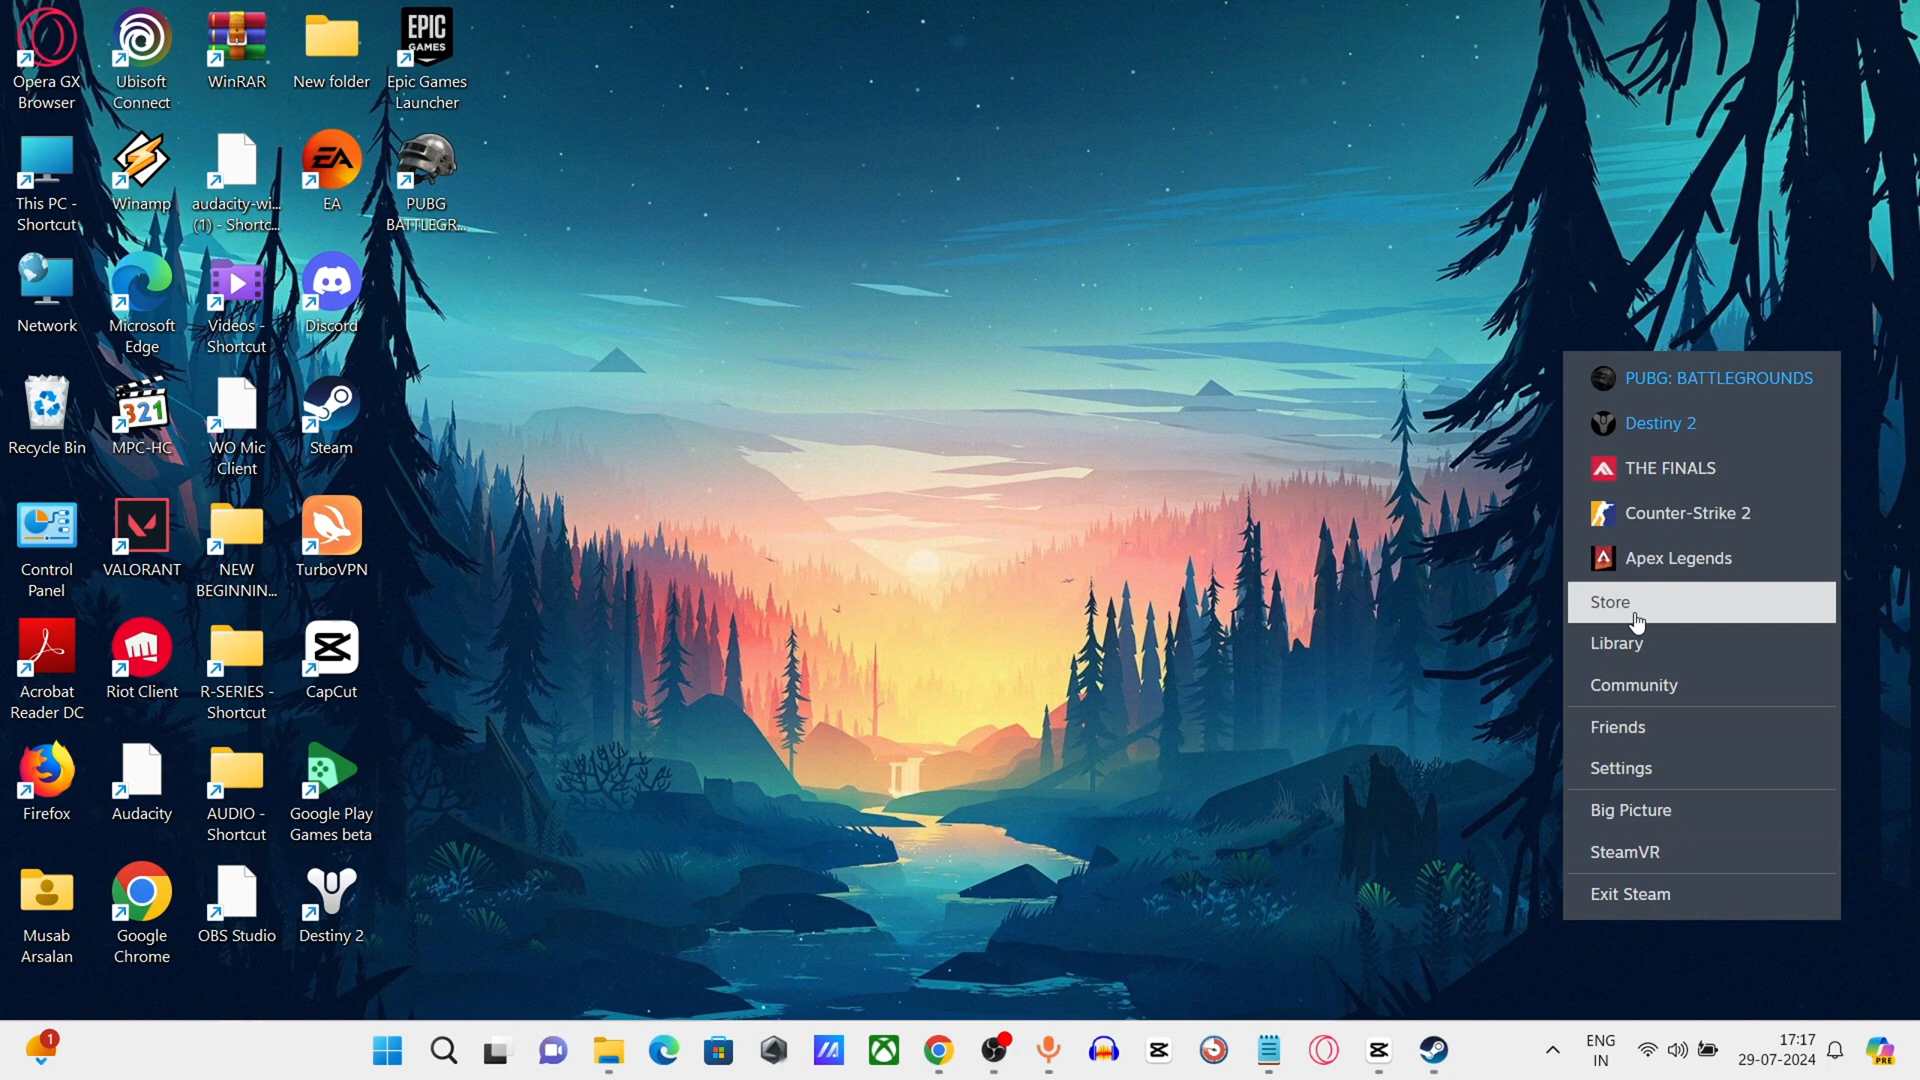 Opera GX
Browser
Ubisoft
Connect
WinRAR
New folder
EPIC
GAMES
Epic Games
Launcher
This PC -
Shortcut
Winamp
audacity-wi...
(1) - Shortc...
EA
EA
PUBG
BATTLEGR...
Network
Microsoft
Edge
Videos -
Shortcut
Discord
Recycle Bin
321
MPC-HC
WO Mic
Client
Steam
Control
Panel
VALORANT
NEW
BEGINNIN...
TurboVPN
Acrobat
Reader DC
Riot Client
R-SERIES -
Shortcut
CapCut
Firefox
Audacity
AUDIO -
Shortcut
Google Play
Games beta
Musab
Arsalan
Google
Chrome
OBS Studio
Destiny 2
PUBG: BATTLEGROUNDS
Destiny 2
THE FINALS
Counter-Strike 2
Apex Legends
Store
Library
Community
Friends
Settings
Big Picture
SteamVR
Exit Steam
1
ENG
IN
17:17
29-07-2024
PRE